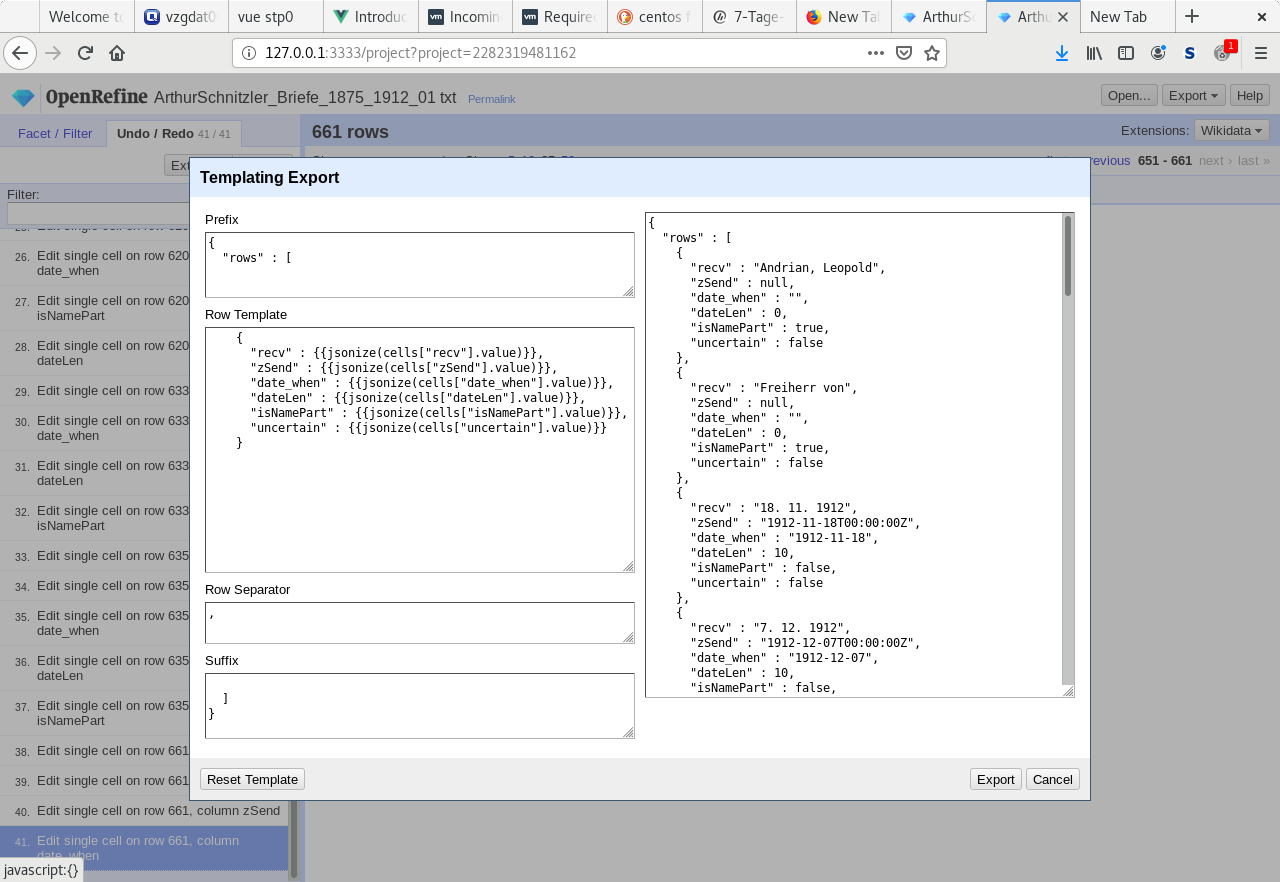 Welcome to
vzgdat0
vue stp0
Introduc
Incomin
Require
centos f
7-Tage-
New Tab
ArthurSc
Arthu
New Tab
127.0.0.1:3333/project?project=2282319481162
1
OpenRefine ArthurSchnitzler_Briefe_1875_1912_01 txt Permalink
Open... Export Help
Facet / Filter Undo / Redo 41 / 41
661 rows
Extensions: Wikidata
651 - 661 next › last »
Filter:
26. Edit single cell on row 620
date_when
27. Edit single cell on row 620
isNamePart
28. Edit single cell on row 620
dateLen
29. Edit single cell on row 633
30. Edit single cell on row 633
date_when
31. Edit single cell on row 633
dateLen
32. Edit single cell on row 633
isNamePart
33. Edit single cell on row 635
34. Edit single cell on row 635
35. Edit single cell on row 635
date_when
36. Edit single cell on row 635
dateLen
37. Edit single cell on row 635
isNamePart
38. Edit single cell on row 661
39. Edit single cell on row 661
40. Edit single cell on row 661, column zSend
41. Edit single cell on row 661, column
date_when
javascript:{}
Templating Export
Prefix
{
"rows" : [
Row Template
{
"recv" : {{jsonize(cells["recv"].value)}},
"zSend" : {{jsonize(cells["zSend"].value)}},
"date_when" : {{jsonize(cells["date_when"].value)}},
"dateLen" : {{jsonize(cells["dateLen"].value)}},
"isNamePart" : {{jsonize(cells["isNamePart"].value)}},
"uncertain" : {{jsonize(cells["uncertain"].value)}}
}
Row Separator
,
Suffix
]
}
{
"rows" : [
{
"recv" : "Andrian, Leopold",
"zSend" : null,
"date_when" : "",
"dateLen" : 0,
"isNamePart" : true,
"uncertain" : false
},
{
"recv" : "Freiherr von",
"zSend" : null,
"date_when" : "",
"dateLen" : 0,
"isNamePart" : true,
"uncertain" : false
},
{
"recv" : "18. 11. 1912",
"zSend" : "1912-11-18T00:00:00Z",
"date_when" : "1912-11-18",
"dateLen" : 10,
"isNamePart" : false,
"uncertain" : false
},
{
"recv" : "7. 12. 1912",
"zSend" : "1912-12-07T00:00:00Z",
"date_when" : "1912-12-07",
"dateLen" : 10,
"isNamePart" : false,
Reset Template
Export Cancel